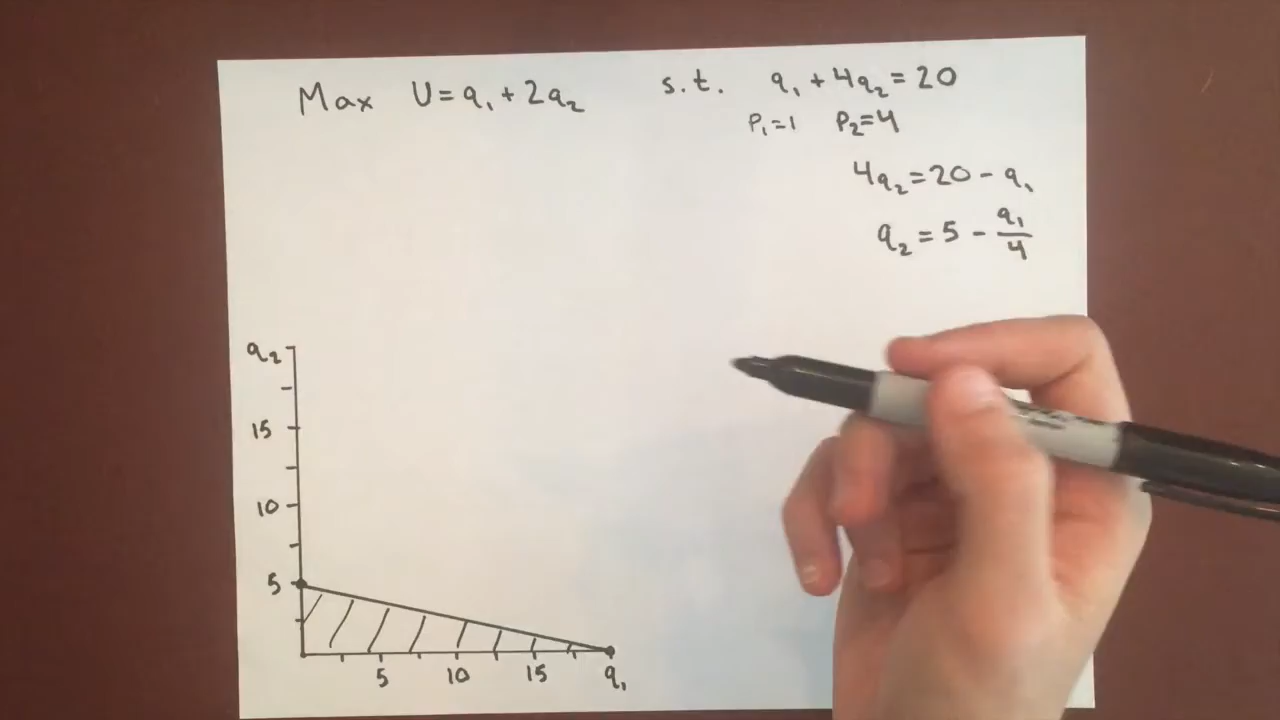 Max U = q₁ + 2q₂ s.t. q₁ + 4q₂ = 20
P₁=1 P₂=4
4q₂ = 20 - q₁
q₂ = 5 - q₁/4
q₂
15
10
5
5 10 15 q₁